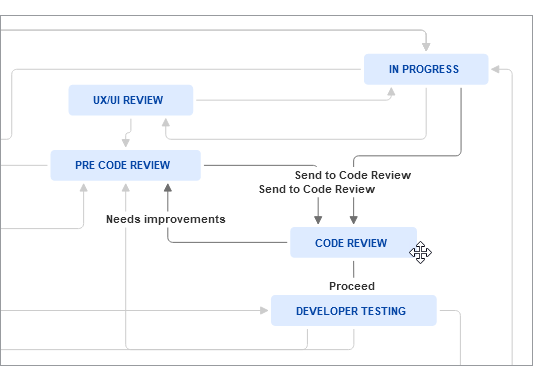 IN PROGRESS
UX/UI REVIEW
PRE CODE REVIEW
Send to Code Review
Send to Code Review
Needs improvements
CODE REVIEW
Proceed
DEVELOPER TESTING